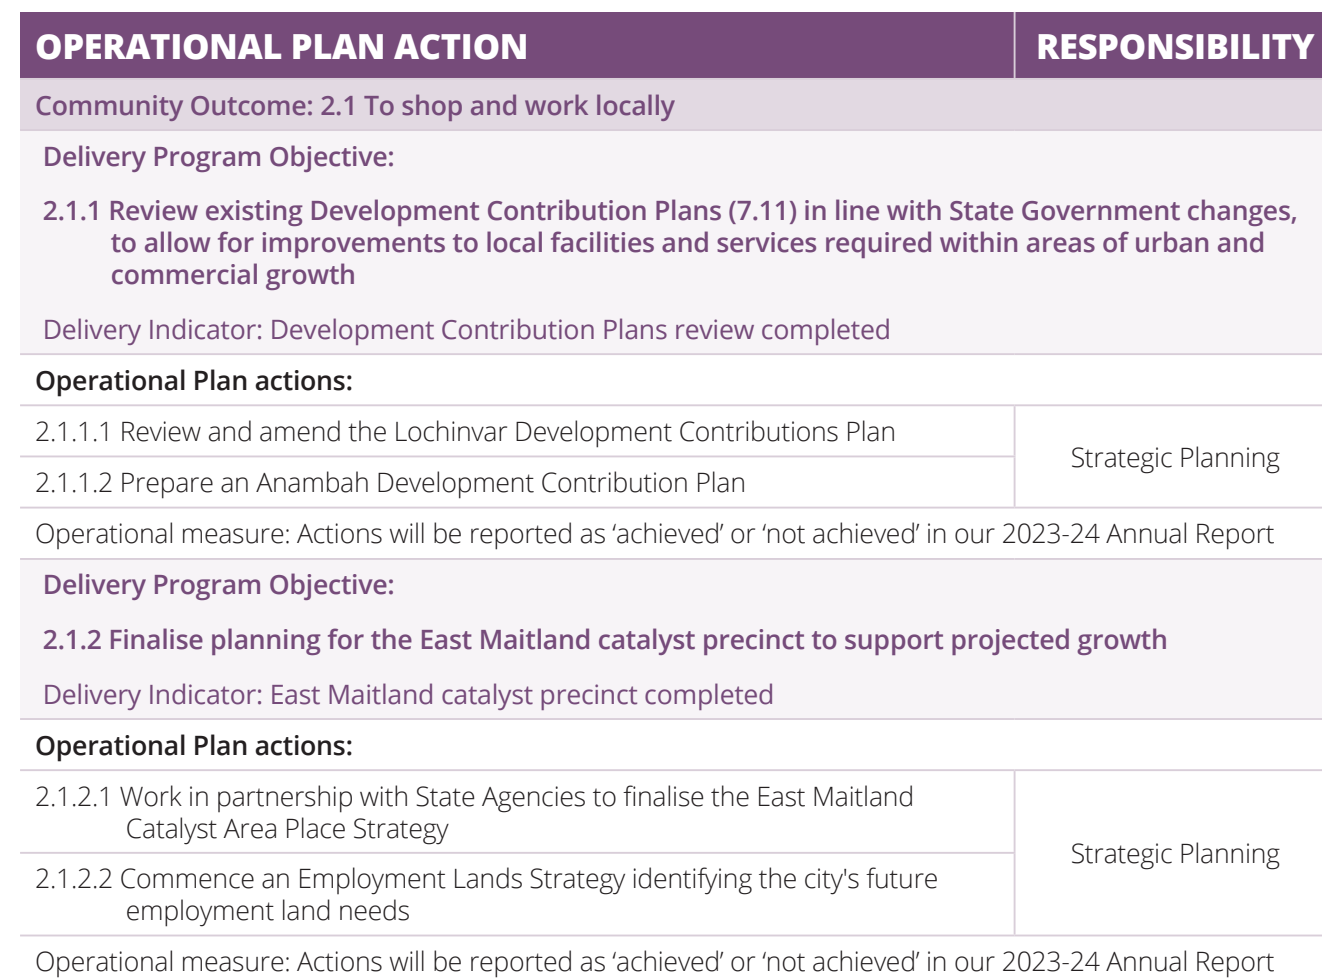 OPERATIONAL PLAN ACTION RESPONSIBILITY
Community Outcome: 2.1 To shop and work locally
Delivery Program Objective:
2.1.1 Review existing Development Contribution Plans (7.11) in line with State Government changes,
to allow for improvements to local facilities and services required within areas of urban and
commercial growth
Delivery Indicator: Development Contribution Plans review completed
Operational Plan actions:
2.1.1.1 Review and amend the Lochinvar Development Contributions Plan
Strategic Planning
2.1.1.2 Prepare an Anambah Development Contribution Plan
Operational measure: Actions will be reported as ‘achieved’ or ‘not achieved’ in our 2023-24 Annual Report
Delivery Program Objective:
2.1.2 Finalise planning for the East Maitland catalyst precinct to support projected growth
Delivery Indicator: East Maitland catalyst precinct completed
Operational Plan actions:
2.1.2.1 Work in partnership with State Agencies to finalise the East Maitland
Catalyst Area Place Strategy
Strategic Planning
2.1.2.2 Commence an Employment Lands Strategy identifying the city's future
employment land needs
Operational measure: Actions will be reported as ‘achieved’ or ‘not achieved’ in our 2023-24 Annual Report